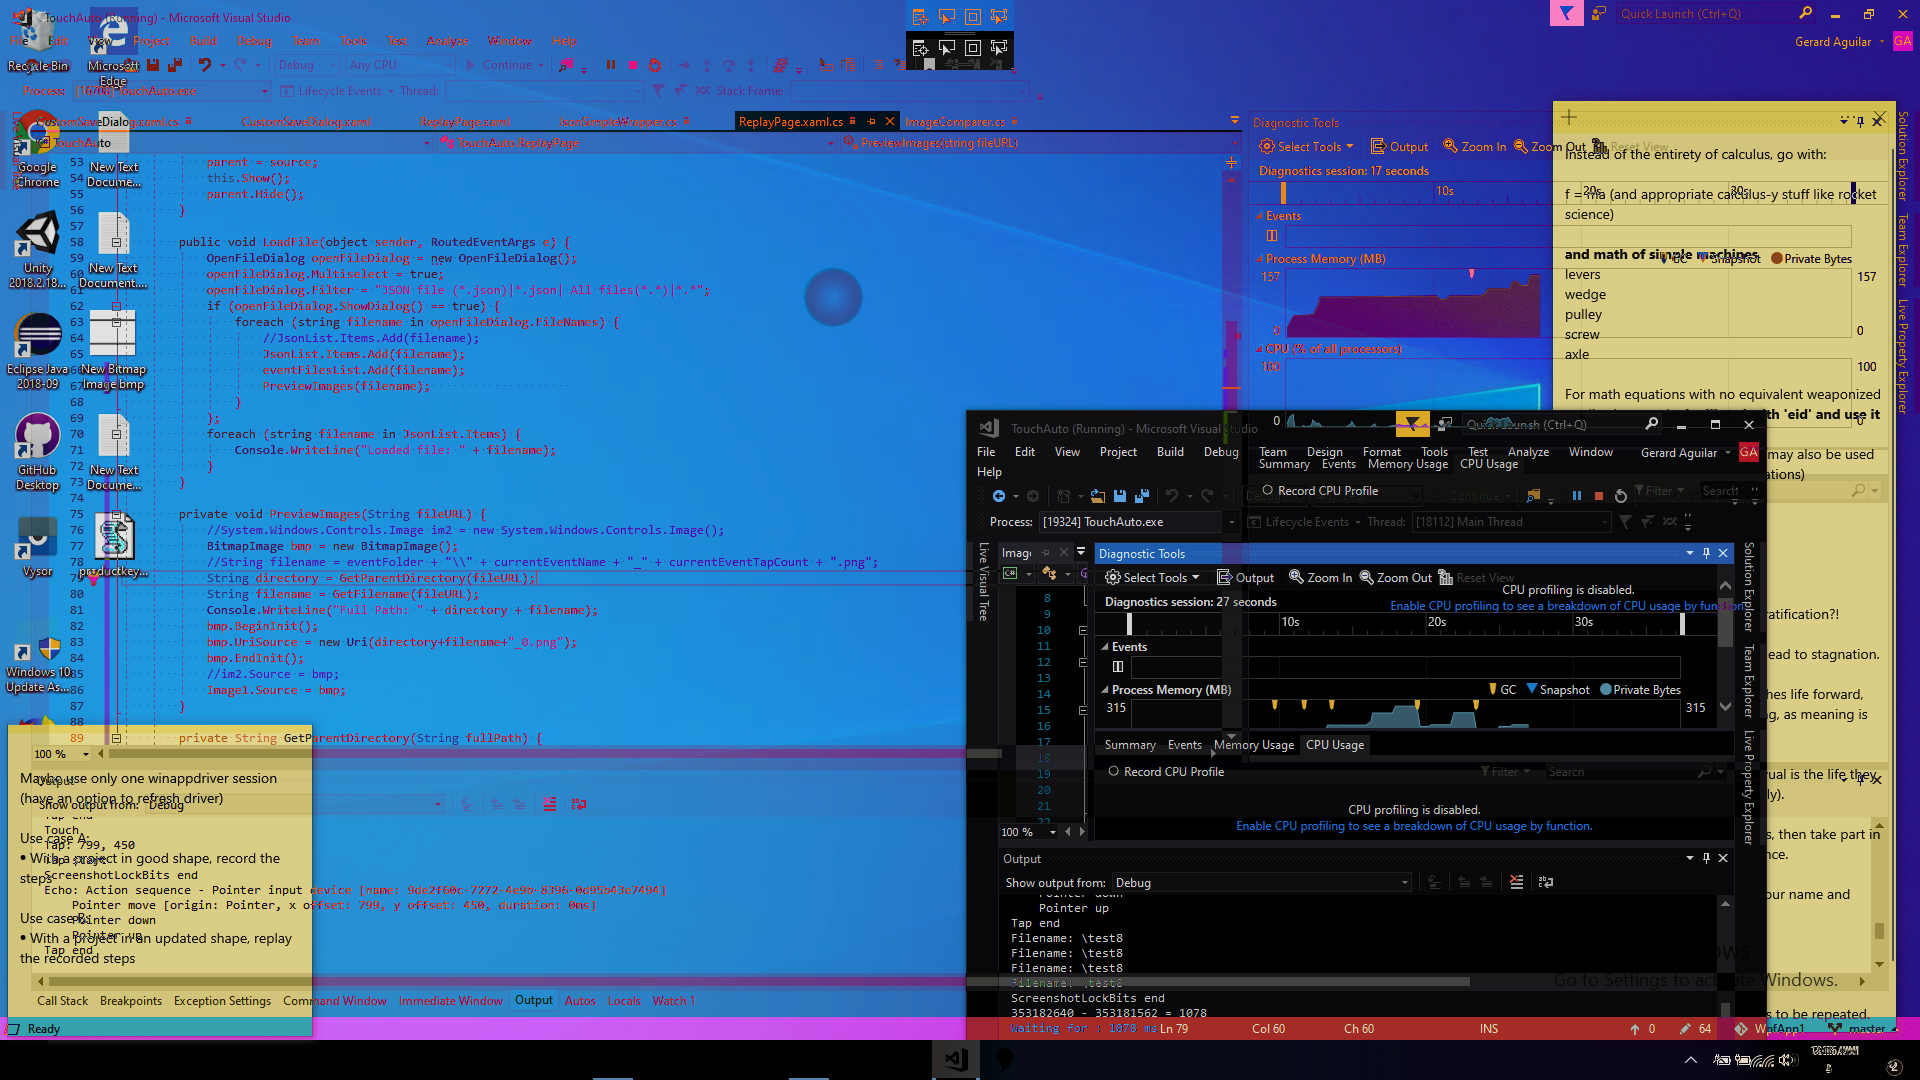 TouchAuto (Running) - Microsoft Visual Studio
Quick Launch (Ctrl+Q)
File Edit View Project Build Debug Team Tools Test Analyze Window Help
Gerard Aguilar GA
Recycle Bin
Microsoft Edge
Debug Any CPU Continue
Process: TouchAuto.exe Lifecycle Events Thread: Stack Frame:
CustomSaveDialog.xaml.cs CustomSaveDialog.xaml ReplayPage.xaml ReplayPage.xaml.cs ImageComparer.cs
TouchAuto TouchAuto.ReplayPage PreviewImages(string fileURL)
Google Chrome
New Text Docume...
Unity 2018.2.18...
New Text Document....
Eclipse Java 2018-09
New Bitmap Image.bmp
GitHub Desktop
New Text Docume...
Vysor
productkey...
Windows 10 Update As...
53 parent = source;
54 this.Show();
55 parent.Hide();
56 }
57
58 public void LoadFile(object sender, RoutedEventArgs e) {
59 OpenFileDialog openFileDialog = new OpenFileDialog();
60 openFileDialog.Multiselect = true;
61 openFileDialog.Filter = "JSON file (*.json)|*.json| All files(*.*)|*.*";
62 if (openFileDialog.ShowDialog() == true) {
63 foreach (string filename in openFileDialog.FileNames) {
64 //JsonList.Items.Add(filename);
65 JsonList.Items.Add(filename);
66 eventFilesList.Add(filename);
67 PreviewImages(filename);
68 }
69 };
70 foreach (string filename in JsonList.Items) {
71 Console.WriteLine("Loaded file: " + filename);
72 }
73 }
74
75 private void PreviewImages(String fileURL) {
76 //System.Windows.Controls.Image im2 = new System.Windows.Controls.Image();
77 BitmapImage bmp = new BitmapImage();
78 //String filename = eventFolder + "\\" + currentEventName + "_" + currentEventTapCount + ".png";
79 String directory = GetParentDirectory(fileURL);
80 String filename = GetFilename(fileURL);
81 Console.WriteLine("Full Path: " + directory + filename);
82 bmp.BeginInit();
83 bmp.UriSource = new Uri(directory+filename+"_0.png");
84 bmp.EndInit();
85 //im2.Source = bmp;
86 Image1.Source = bmp;
87 }
88
89 private String GetParentDirectory(String fullPath) {
100 %
Maybe use only one winappdriver session
(have an option to refresh driver)
Use case A:
• With a project in good shape, record the
steps
Use case B:
• With a project in an updated shape, replay
the recorded steps
Output
Show output from: Debug
Tap end
Touch
Tap: 799, 450
Tap start
ScreenshotLockBits end
Echo: Action sequence - Pointer input device [name: 9de2f60c-7272-4e9b-8396-0d95b43e7494]
Pointer move [origin: Pointer, x offset: 799, y offset: 450, duration: 0ms]
Pointer down
Pointer up
Tap end
Call Stack Breakpoints Exception Settings Command Window Immediate Window Output Autos Locals Watch 1
Ready
Diagnostic Tools
Select Tools Output Zoom In Zoom Out Reset View
Diagnostics session: 17 seconds
10s 20s 30s
Events
Process Memory (MB) GC Snapshot Private Bytes
157 157
0 0
CPU (% of all processors)
100 100
0 0
Summary Events Memory Usage CPU Usage
Record CPU Profile Filter Search
CPU profiling is disabled.
Enable CPU profiling to see a breakdown of CPU usage by function
Solution Explorer Team Explorer Live Property Explorer
Instead of the entirety of calculus, go with:
f = ma (and appropriate calculus-y stuff like rocket
science)
and math of simple machines
levers
wedge
pulley
screw
axle
For math equations with no equivalent weaponized
with 'eid' and use it
may also be used
ratification?!
ead to stagnation.
hes life forward,
g, as meaning is
ual is the life they
s, then take part in
our name and
s to be repeated.
TouchAuto (Running) - Microsoft Visual Studio
Quick Launch (Ctrl+Q)
File Edit View Project Build Debug Team Design Format Tools Test Analyze Window
Gerard Aguilar GA
Help
Continue
Process: [19324] TouchAuto.exe Lifecycle Events Thread: [18112] Main Thread
Live Visual Tree
Imag
8
9
10
11
12
13
14
15
16
17
18
19
20
21
22
100 %
Diagnostic Tools
Select Tools Output Zoom In Zoom Out Reset View
Diagnostics session: 27 seconds
10s 20s 30s
Events
Process Memory (MB) GC Snapshot Private Bytes
315 315
Summary Events Memory Usage CPU Usage
Record CPU Profile Filter Search
CPU profiling is disabled.
Enable CPU profiling to see a breakdown of CPU usage by function.
Solution Explorer Team Explorer Live Property Explorer
Output
Show output from: Debug
Pointer down
Pointer up
Tap end
Filename: \test8
Filename: \test8
Filename: \test8
Filename: \test8
ScreenshotLockBits end
353182640 - 353181562 = 1078
Waiting for : 1078 ms
Ln 79 Col 60 Ch 60 INS 0 64 WpfApp1 master
Go to Settings to activate Windows.